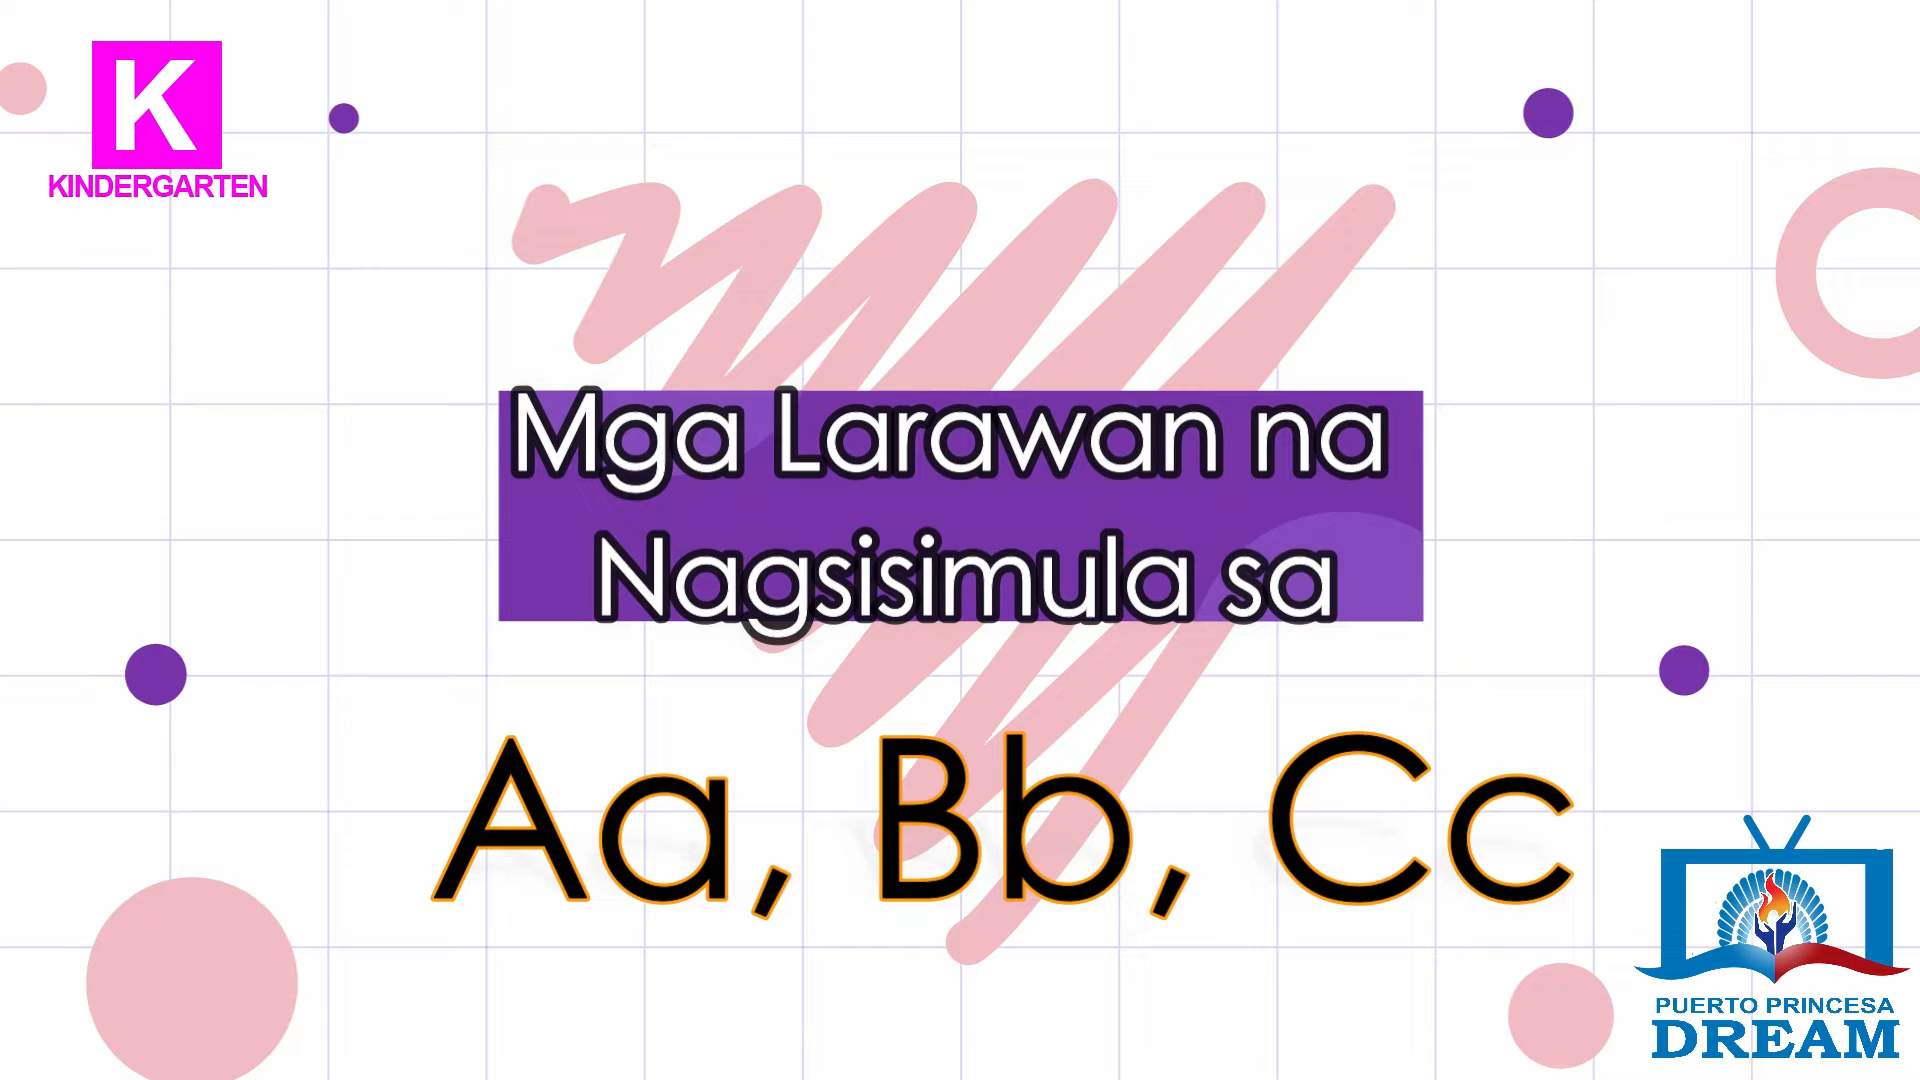 K
KINDERGARTEN
Mga Larawan na
Nagsisimula sa
Aa, Bb, Cc
PUERTO PRINCESA
DREAM